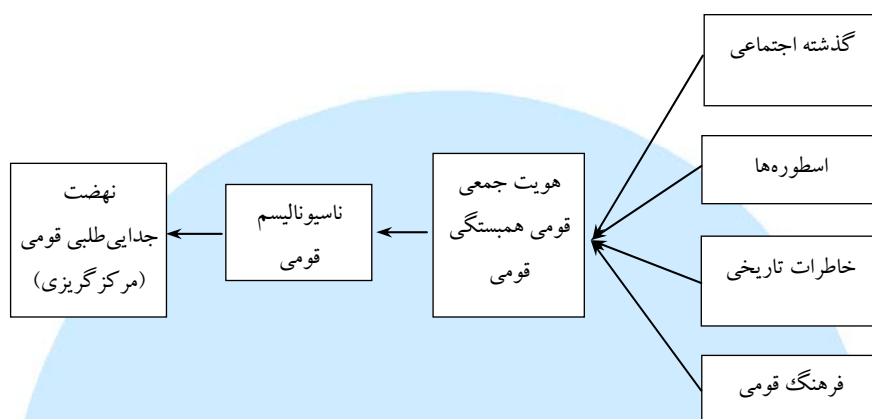 گذشته اجتماعی
اسطوره‌ها
خاطرات تاریخی
فرهنگ قومی
هویت جمعی
قومی همبستگی
قومی
ناسیونالیسم
قومی
نهضت
جدایی‌طلبی قومی
(مرکزگریزی)